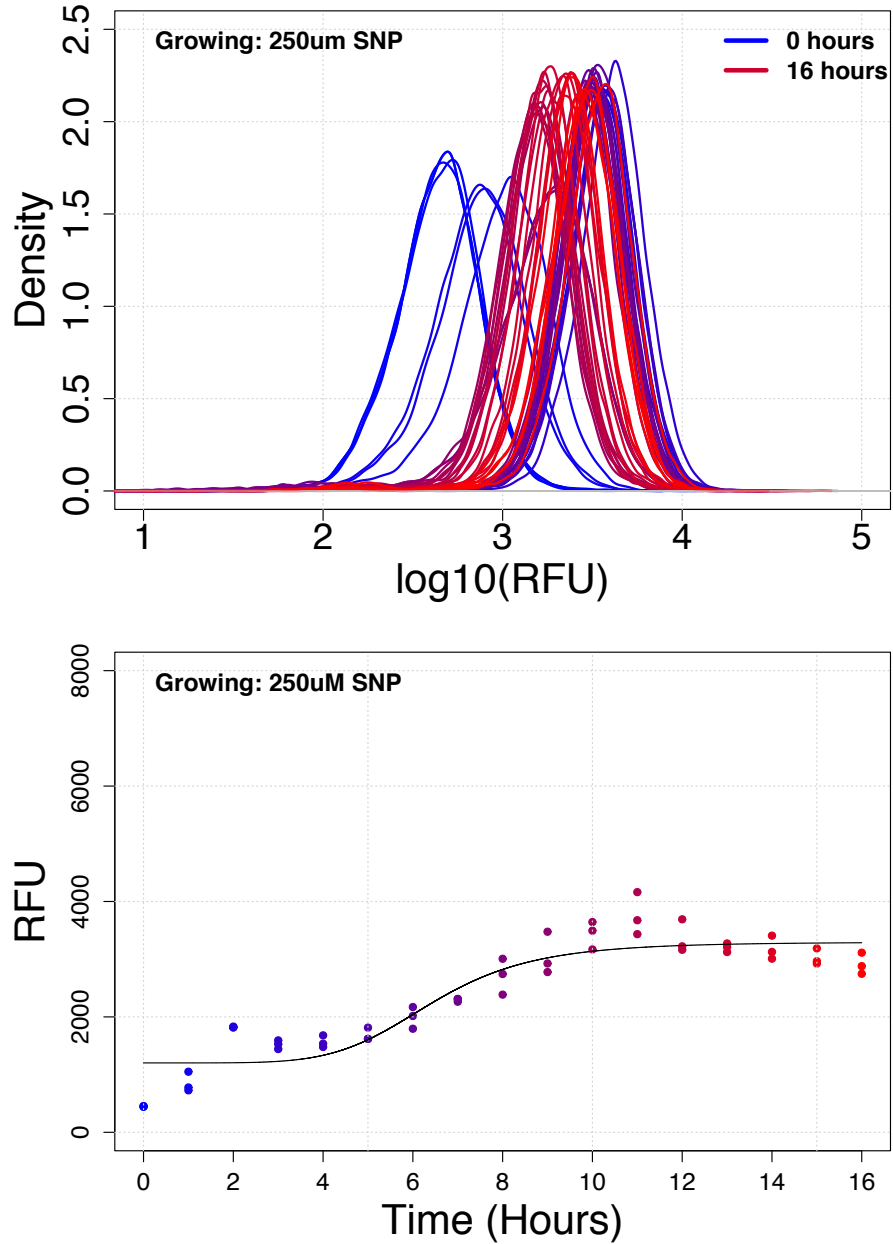 Growing: 250um SNP
0 hours
16 hours
Density
2.5
2.0
1.5
1.0
0.5
0.0
1 2 3 4 5
log10(RFU)
Growing: 250uM SNP
RFU
8000
6000
4000
2000
0
0 2 4 6 8 10 12 14 16
Time (Hours)